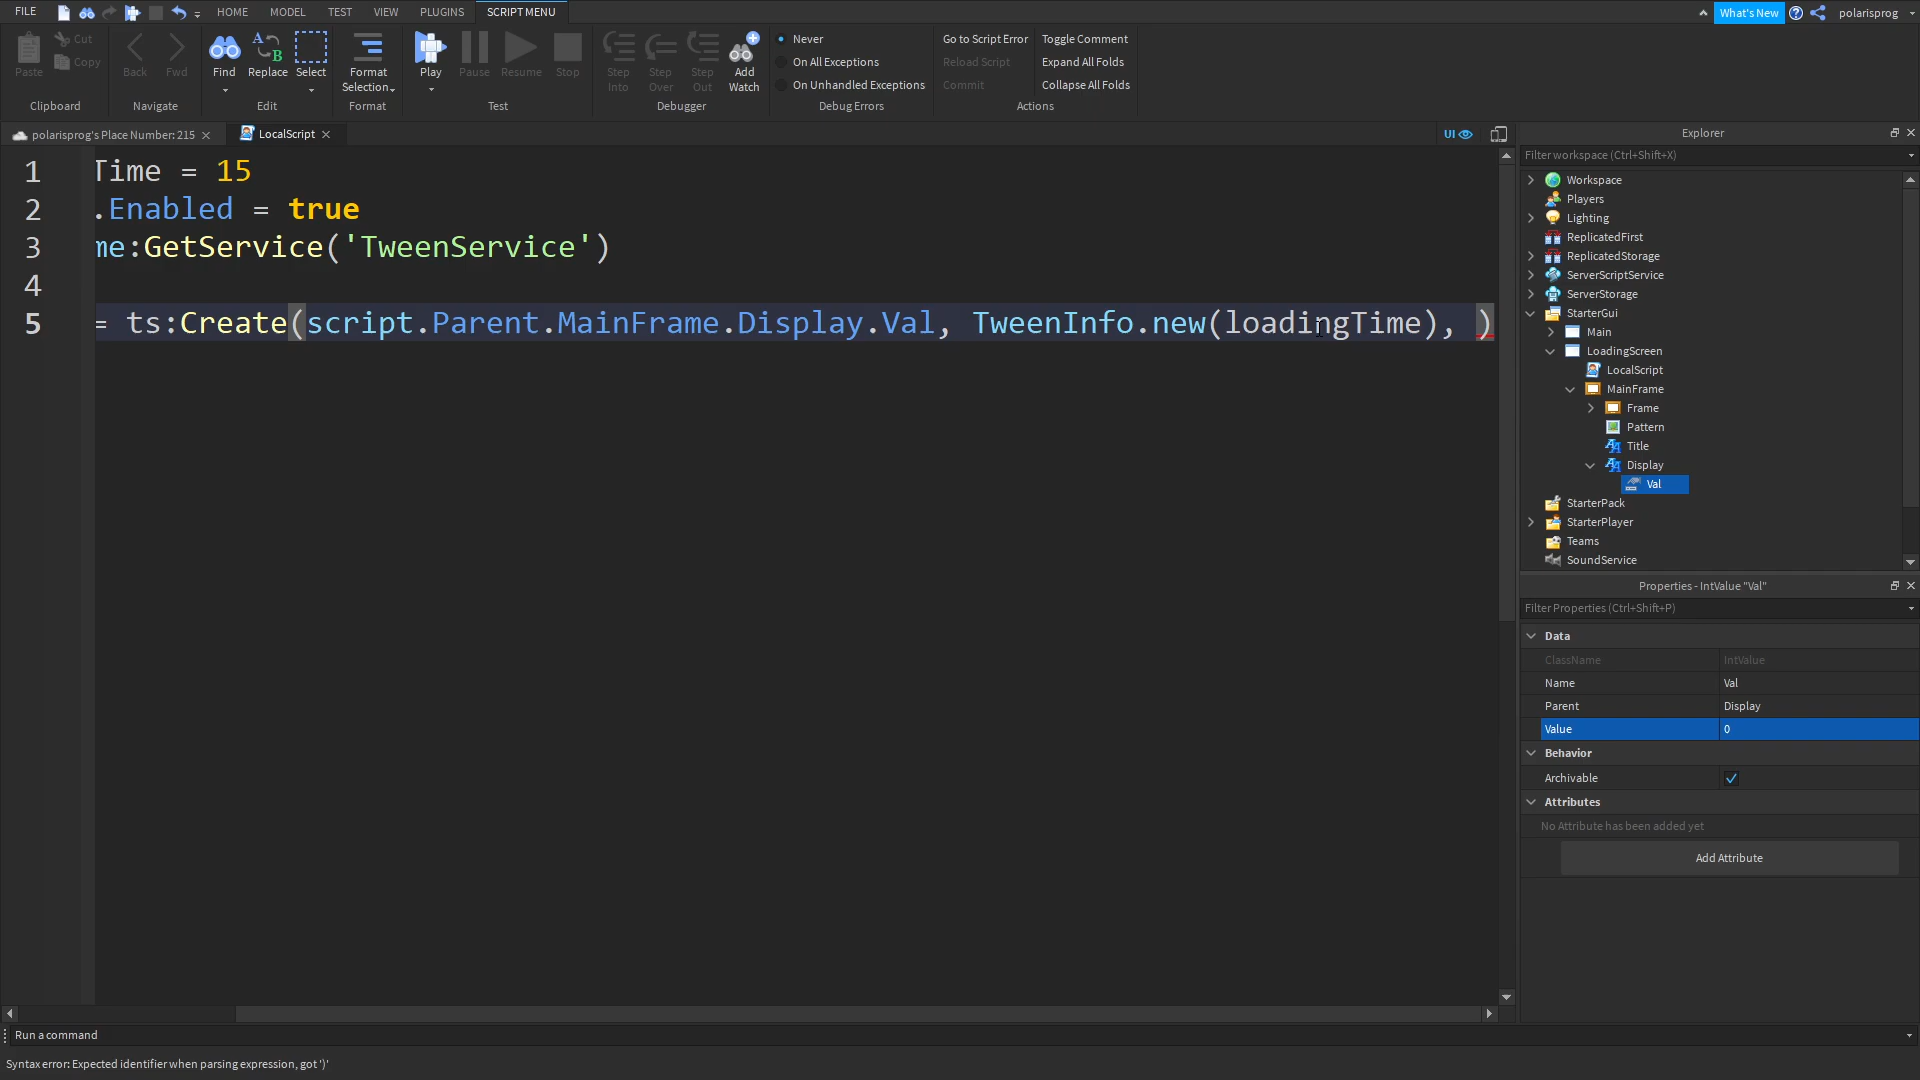 FILE
HOME
MODEL
TEST
VIEW
PLUGINS
SCRIPT MENU
What's New
polarisprog
Paste
Cut
Copy
Clipboard
Back
Fwd
Navigate
Find
Replace
Select
Edit
Format
Selection
Format
Play
Pause
Resume
Stop
Test
Step
Into
Step
Over
Step
Out
Add
Watch
Debugger
Never
On All Exceptions
On Unhandled Exceptions
Debug Errors
Go to Script Error
Reload Script
Commit
Toggle Comment
Expand All Folds
Collapse All Folds
Actions
polarisprog's Place Number: 215
LocalScript
UI
1 Time = 15
2 .Enabled = true
3 me:GetService('TweenService')
4
5 = ts:Create(script.Parent.MainFrame.Display.Val, TweenInfo.new(loadingTime), )
Explorer
Filter workspace (Ctrl+Shift+X)
Workspace
Players
Lighting
ReplicatedFirst
ReplicatedStorage
ServerScriptService
ServerStorage
StarterGui
Main
LoadingScreen
LocalScript
MainFrame
Frame
Pattern
Title
Display
Val
StarterPack
StarterPlayer
Teams
SoundService
Properties - IntValue "Val"
Filter Properties (Ctrl+Shift+P)
Data
ClassName IntValue
Name Val
Parent Display
Value 0
Behavior
Archivable
Attributes
No Attribute has been added yet
Add Attribute
Run a command
Syntax error: Expected identifier when parsing expression, got ')'